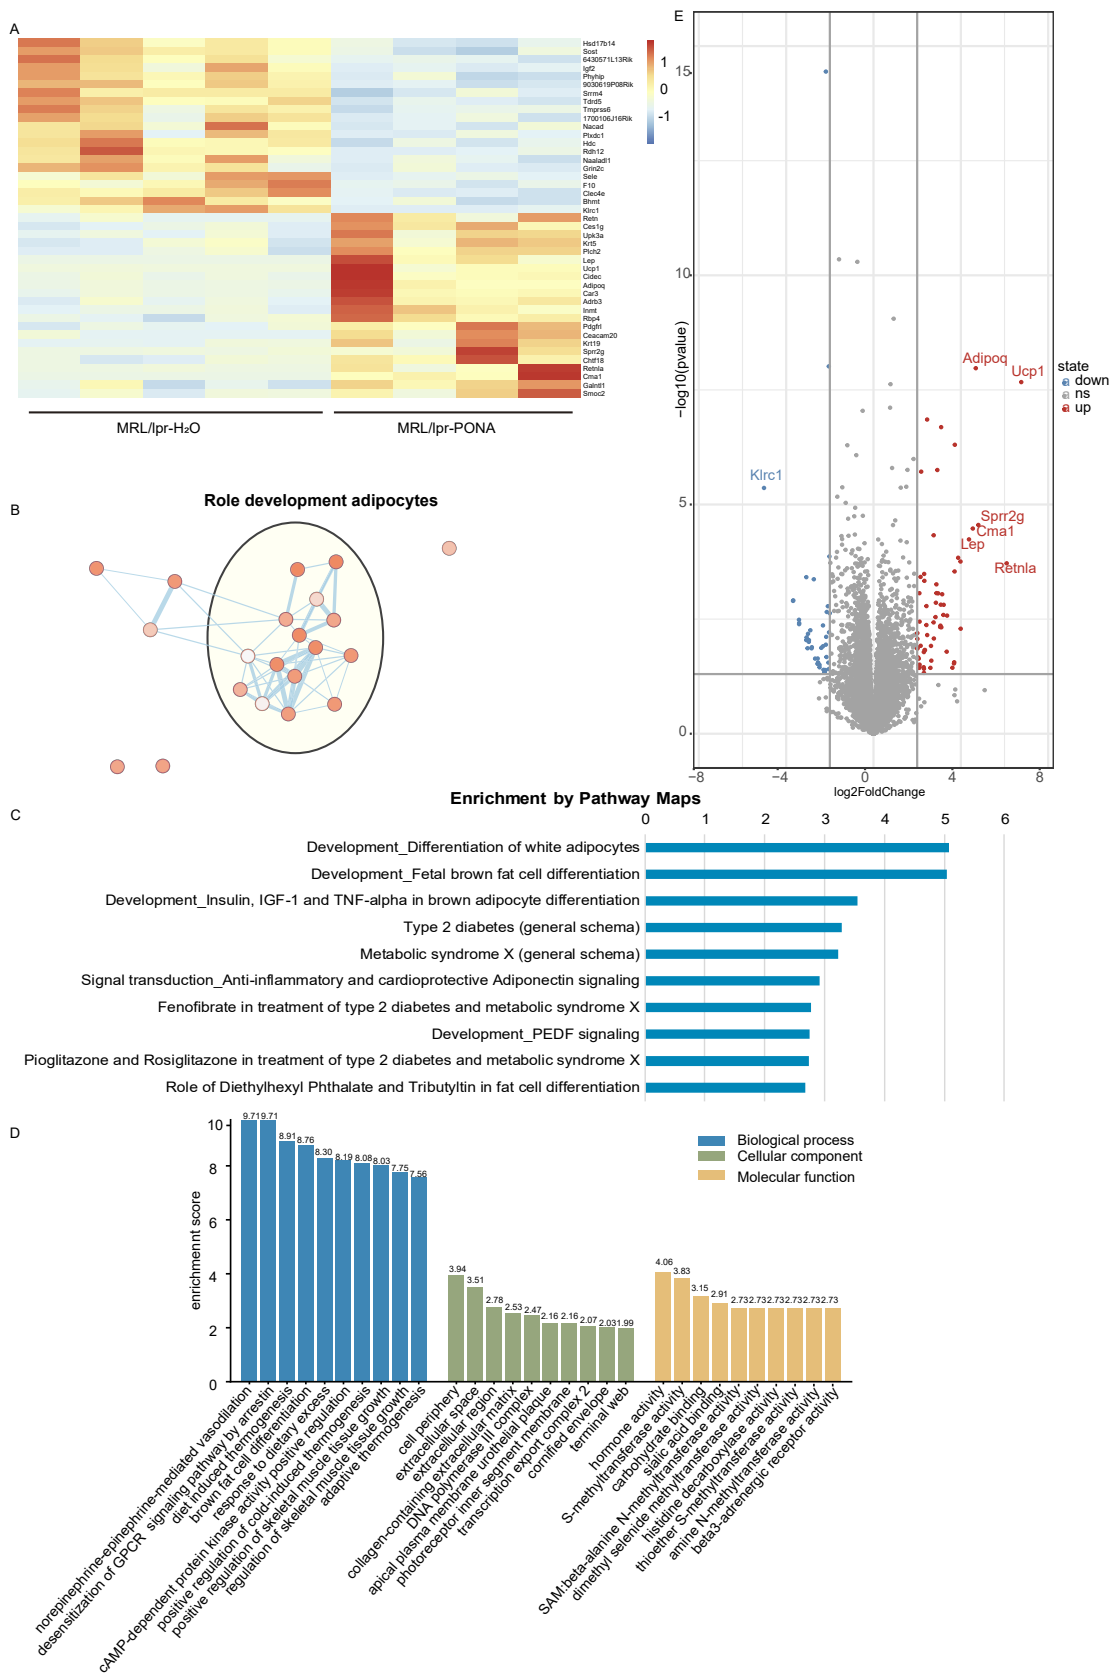 A
Hsd17b14
Sost
6430571L13Rik
Igf2
Phyhip
9030619P08Rik
Srrm4
Tdrd5
Tmprss6
1700106J16Rik
Nacad
Plxdc1
Hdc
Rdh12
Naaladl1
Grin2c
Sele
F10
Clec4e
Bhmt
Klrc1
Retn
Ces1g
Upk3a
Krt5
Plch2
Lep
Ucp1
Cidec
Adipoq
Car3
Adrb3
Inmt
Rbp4
Pdgfrl
Ceacam20
Krt19
Sprr2g
Chtf18
Retnla
Cma1
Galntl1
Smoc2
1
0
-1
MRL/lpr-H₂O
MRL/lpr-PONA
E
15
10
5
0
−log10(pvalue)
Adipoq
Ucp1
Klrc1
Sprr2g
Cma1
Lep
Retnla
state
down
ns
up
−8
−4
0
4
8
log2FoldChange
B
Role development adipocytes
C
Enrichment by Pathway Maps
0 1 2 3 4 5 6
Development_Differentiation of white adipocytes
Development_Fetal brown fat cell differentiation
Development_Insulin, IGF-1 and TNF-alpha in brown adipocyte differentiation
Type 2 diabetes (general schema)
Metabolic syndrome X (general schema)
Signal transduction_Anti-inflammatory and cardioprotective Adiponectin signaling
Fenofibrate in treatment of type 2 diabetes and metabolic syndrome X
Development_PEDF signaling
Pioglitazone and Rosiglitazone in treatment of type 2 diabetes and metabolic syndrome X
Role of Diethylhexyl Phthalate and Tributyltin in fat cell differentiation
D
enrichmennt score
10
8
6
4
2
0
9.71 9.71 8.91 8.76 8.30 8.19 8.08 8.03 7.75 7.56
3.94 3.51 2.78 2.53 2.47 2.16 2.16 2.07 2.03 1.99
4.06 3.83 3.15 2.91 2.73 2.73 2.73 2.73 2.73 2.73
Biological process
Cellular component
Molecular function
norepinephrine-epinephrine-mediated vasodilation
desensitization of GPCR signaling pathway by arrestin
diet induced thermogenesis
brown fat cell differentiation
response to dietary excess
cAMP-dependent protein kinase activity positive regulation
positive regulation of cold-induced thermogenesis
positive regulation of skeletal muscle tissue growth
regulation of skeletal muscle tissue growth
adaptive thermogenesis
cell periphery
extracellular space
extracellular region
collagen-containing extracellular matrix
DNA polymerase III complex
apical plasma membrane urothelial plaque
photoreceptor inner segment membrane
transcription export complex 2
cornified envelope
terminal web
hormone activity
S-methyltransferase activity
carbohydrate binding
sialic acid binding
SAM:beta-alanine N-methyltransferase activity
dimethyl selenide methyltransferase activity
histidine decarboxylase activity
thioether S-methyltransferase activity
amine N-methyltransferase activity
beta3-adrenergic receptor activity